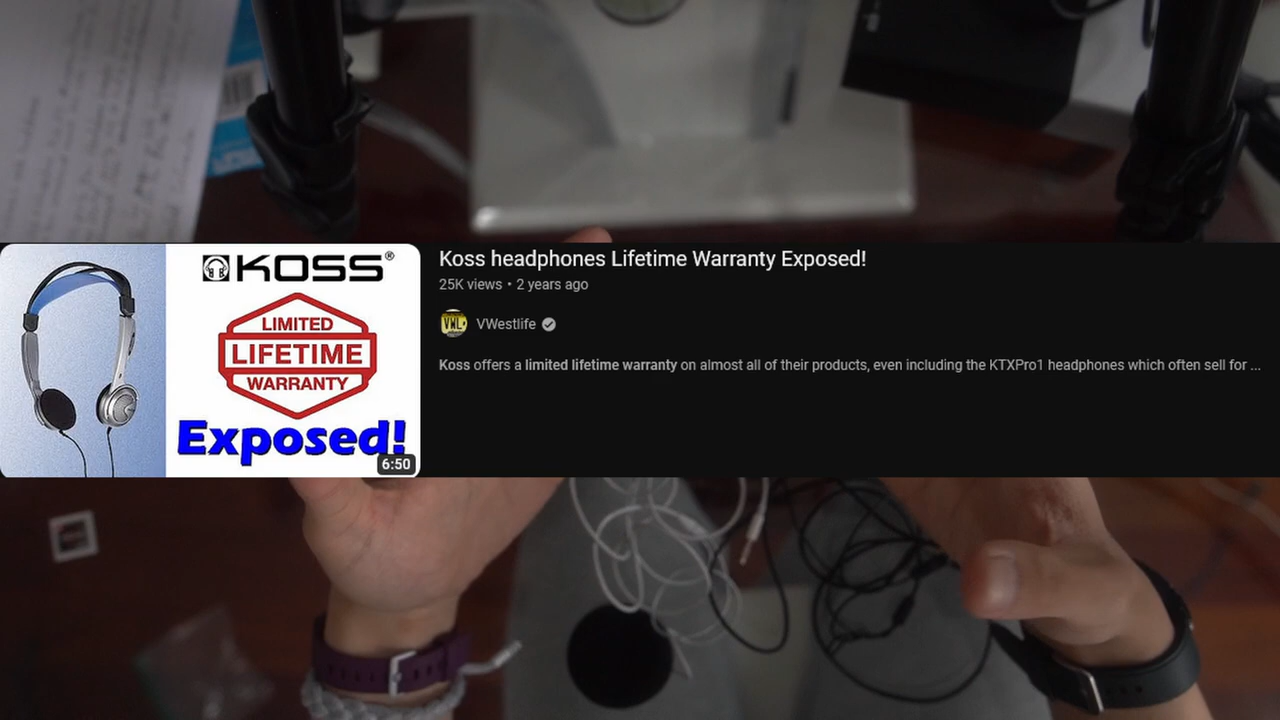 KOSS®
LIMITED
LIFETIME
WARRANTY
Exposed!
6:50
Koss headphones Lifetime Warranty Exposed!
25K views • 2 years ago
VWL
VWestlife
Koss offers a limited lifetime warranty on almost all of their products, even including the KTXPro1 headphones which often sell for ...